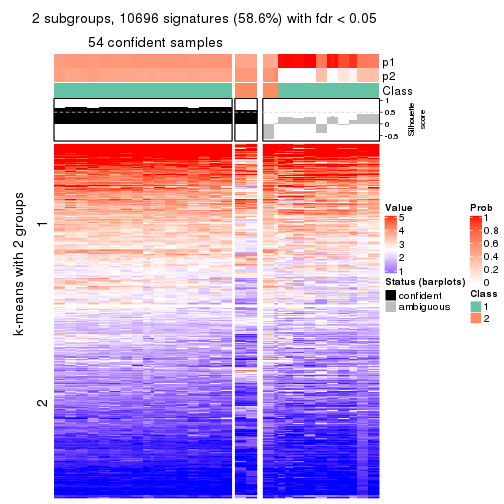 2 subgroups, 10696 signatures (58.6%) with fdr < 0.05
54 confident samples
p1
p2
Class
1
0.5
0
-0.5
Silhouette
score
k-means with 2 groups
1
2
Value
5
4
3
2
1
Status (barplots)
confident
ambiguous
Prob
1
0.8
0.6
0.4
0.2
0
Class
1
2